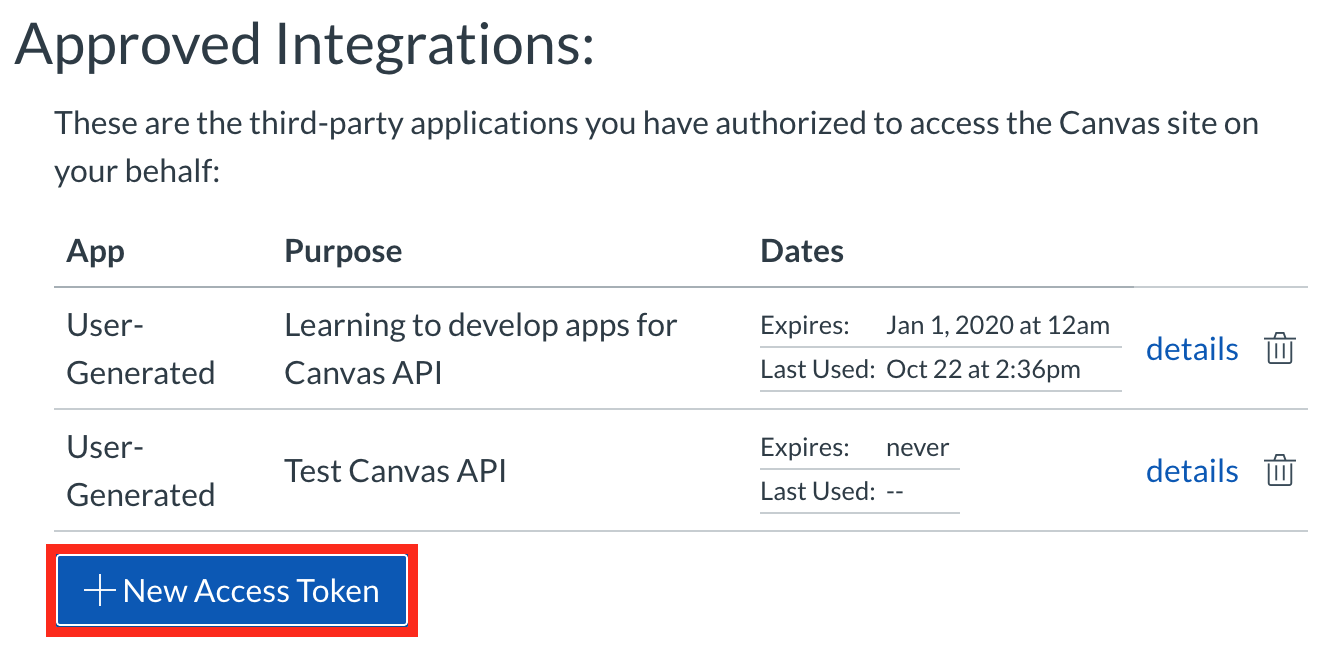 Approved Integrations:
These are the third-party applications you have authorized to access the Canvas site on
your behalf:
App Purpose Dates
User-
Generated
Learning to develop apps for
Canvas API
Expires: Jan 1, 2020 at 12am
Last Used: Oct 22 at 2:36pm
details
User-
Generated
Test Canvas API
Expires: never
Last Used: --
details
New Access Token